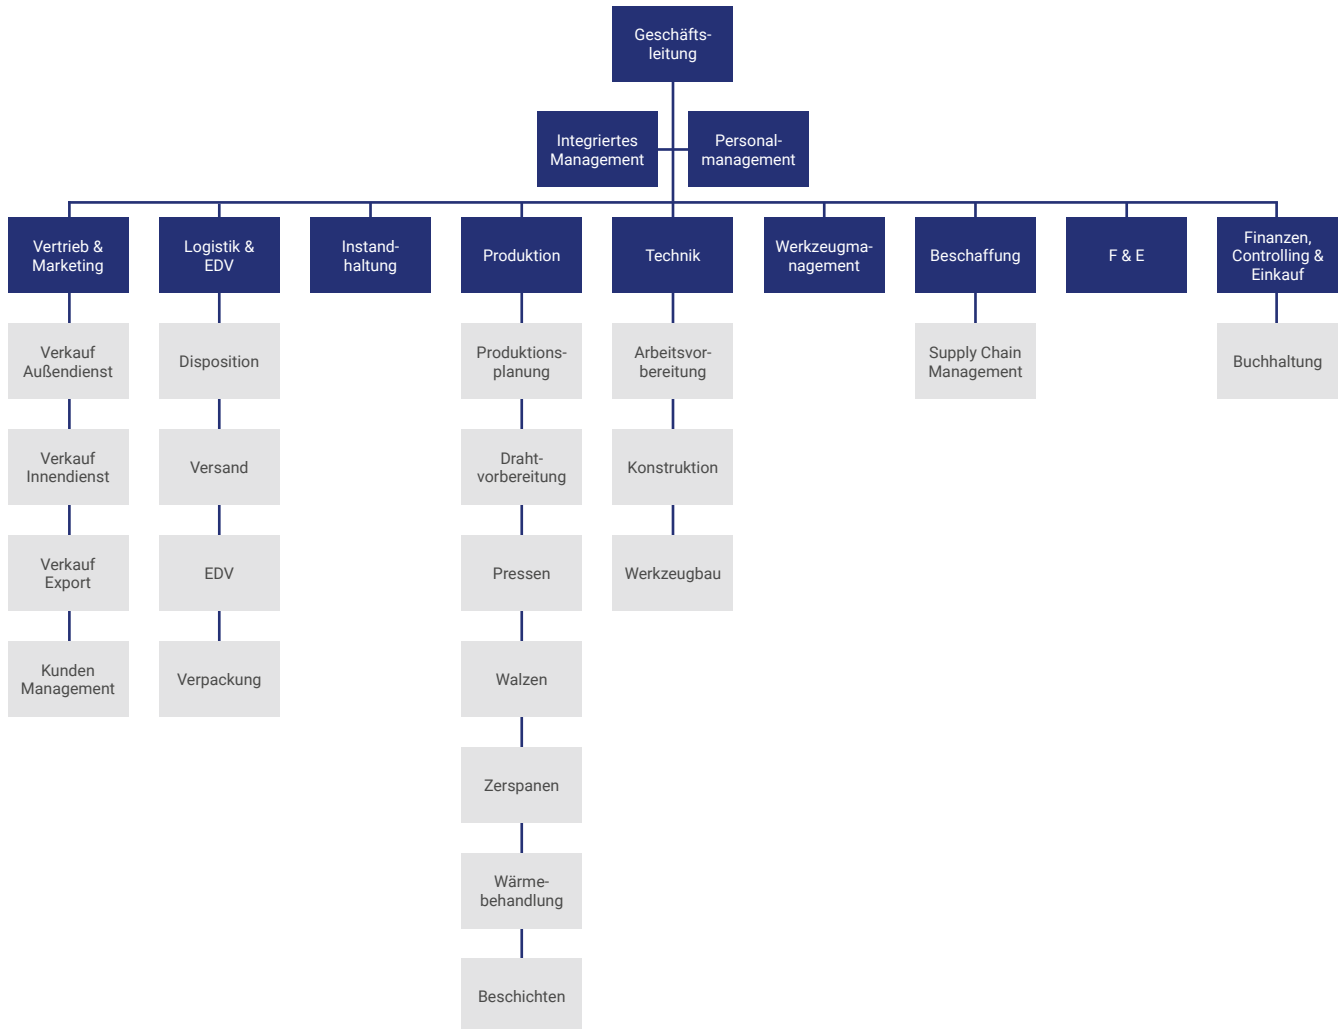 Geschäfts-
leitung
Integriertes
Management
Personal-
management
Vertrieb &
Marketing
Logistik &
EDV
Instand-
haltung
Produktion
Technik
Werkzeugma-
nagement
Beschaffung
F & E
Finanzen,
Controlling &
Einkauf
Verkauf
Außendienst
Disposition
Produktions-
planung
Arbeitsvor-
bereitung
Supply Chain
Management
Buchhaltung
Verkauf
Innendienst
Versand
Draht-
vorbereitung
Konstruktion
Verkauf
Export
EDV
Pressen
Werkzeugbau
Kunden
Management
Verpackung
Walzen
Zerspanen
Wärme-
behandlung
Beschichten